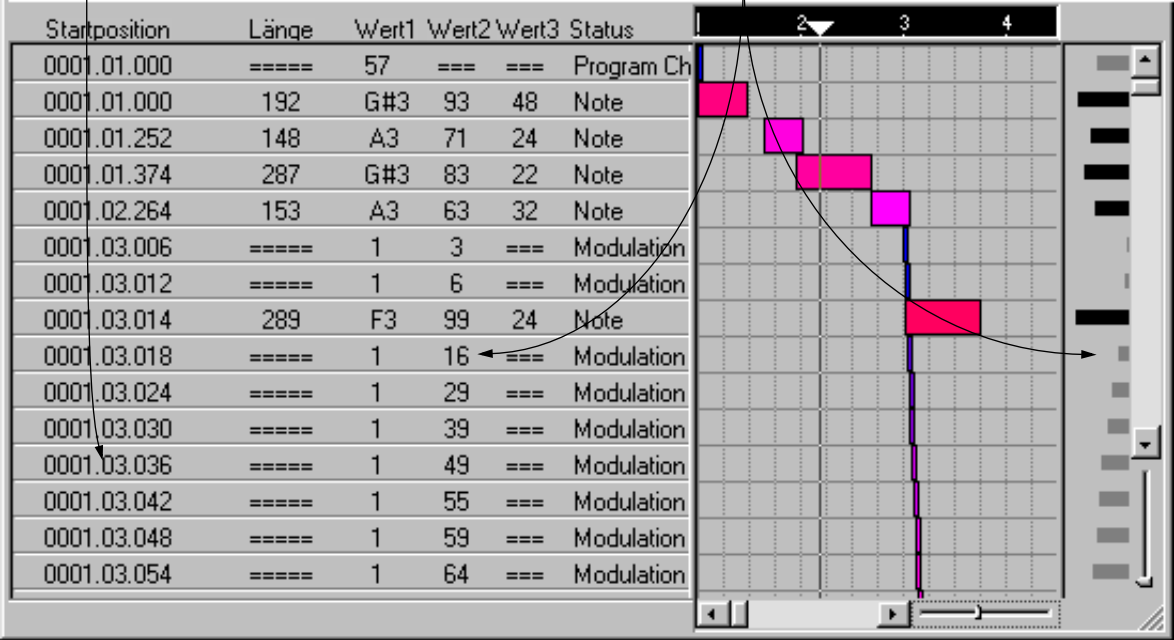 Startposition Länge Wert1 Wert2 Wert3 Status 2 3 4
0001.01.000 ===== 57 === === Program Ch
0001.01.000 192 G#3 93 48 Note
0001.01.252 148 A3 71 24 Note
0001.01.374 287 G#3 83 22 Note
0001.02.264 153 A3 63 32 Note
0001.03.006 ===== 1 3 === Modulation
0001.03.012 ===== 1 6 === Modulation
0001.03.014 289 F3 99 24 Note
0001.03.018 ===== 1 16 === Modulation
0001.03.024 ===== 1 29 === Modulation
0001.03.030 ===== 1 39 === Modulation
0001.03.036 ===== 1 49 === Modulation
0001.03.042 ===== 1 55 === Modulation
0001.03.048 ===== 1 59 === Modulation
0001.03.054 ===== 1 64 === Modulation